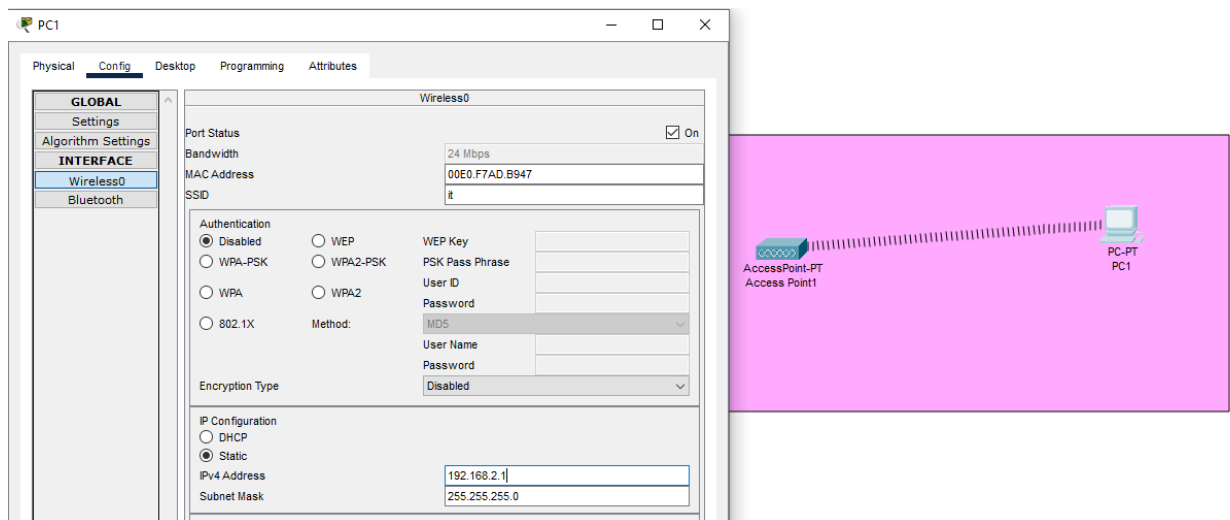 PC1
Physical Config Desktop Programming Attributes
GLOBAL
Settings
Algorithm Settings
INTERFACE
Wireless0
Bluetooth
Wireless0
Port Status On
Bandwidth 24 Mbps
MAC Address 00E0.F7AD.B947
SSID it
Authentication
Disabled WEP WEP Key
WPA-PSK WPA2-PSK PSK Pass Phrase
User ID
WPA WPA2
Password
802.1X Method: MD5
User Name
Password
Encryption Type Disabled
IP Configuration
DHCP
Static
IPv4 Address 192.168.2.1
Subnet Mask 255.255.255.0
AccessPoint-PT
Access Point1
PC-PT
PC1